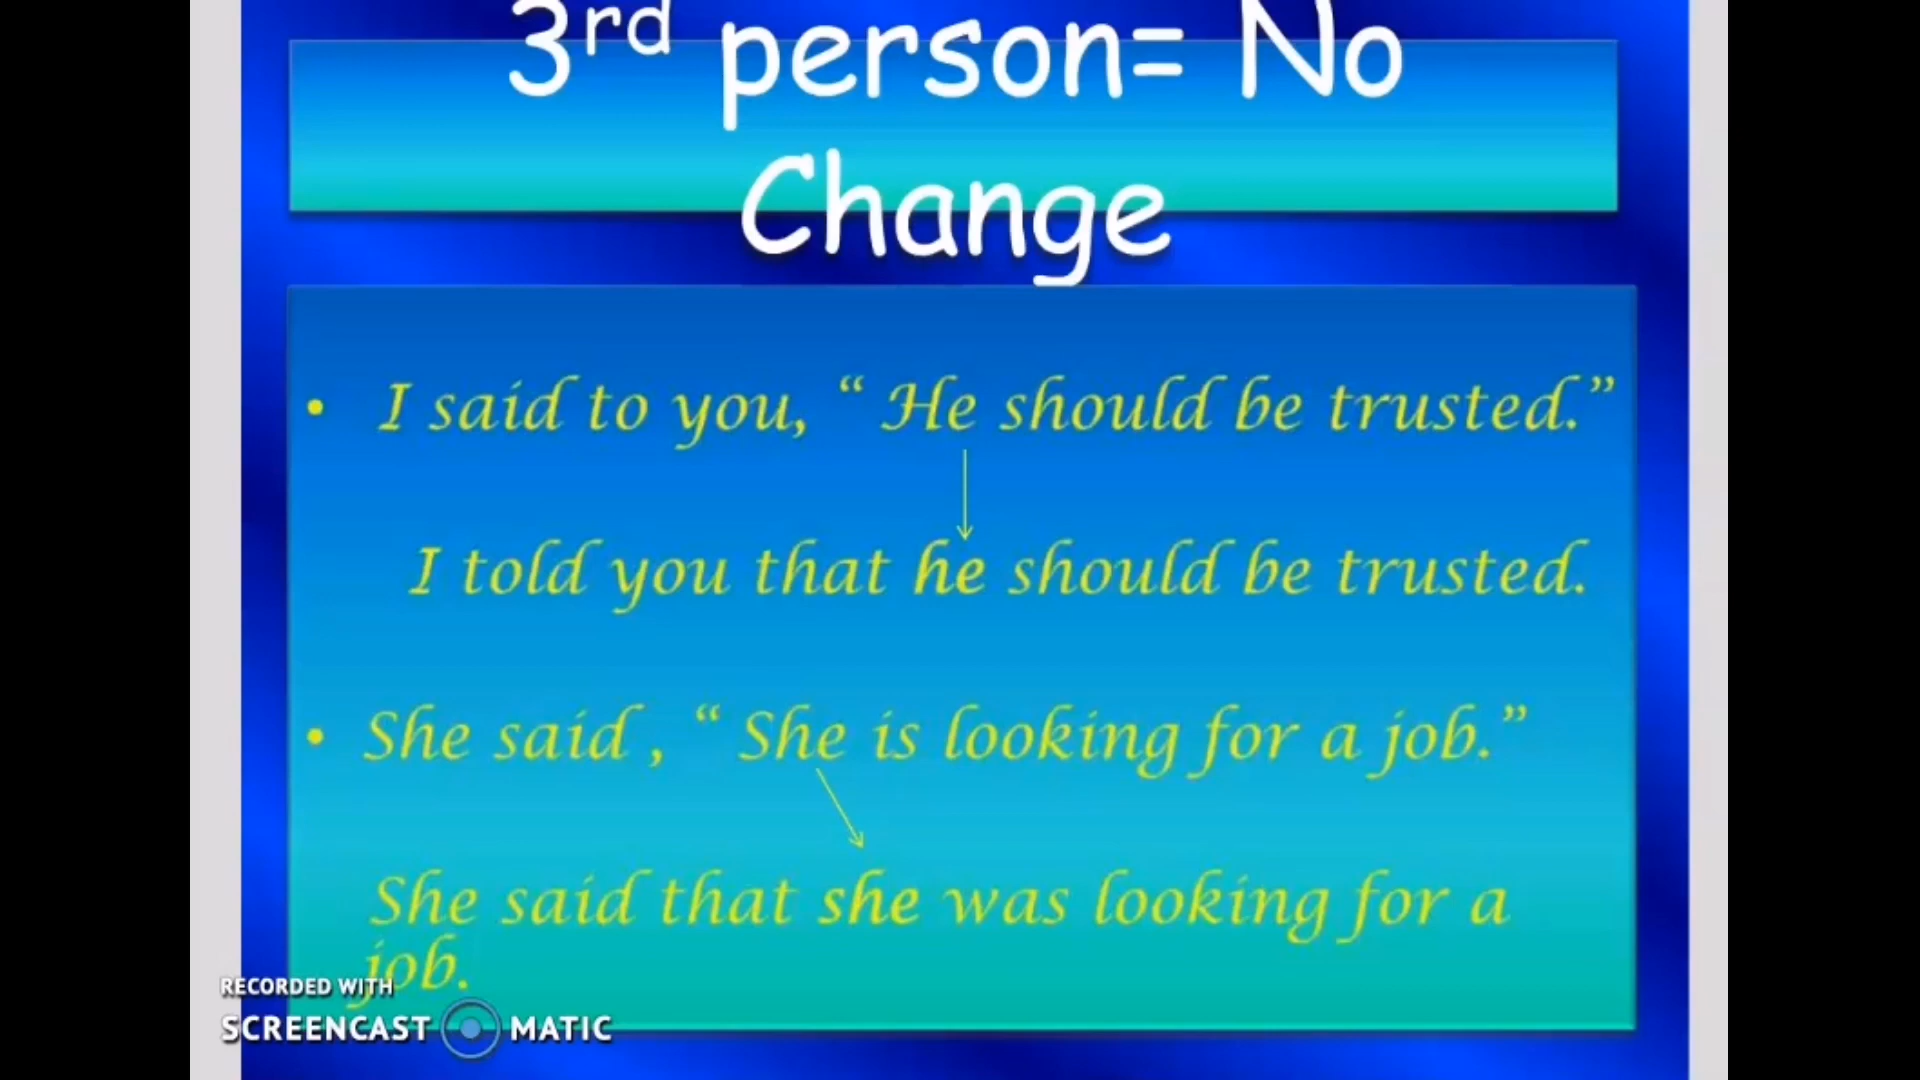 3rd person= No
Change
• I said to you, “ He should be trusted.”
I told you that he should be trusted.
• She said , “ She is looking for a job.”
She said that she was looking for a
job.
RECORDED WITH
SCREENCAST MATIC